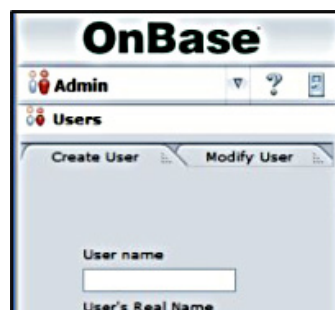 OnBase
Admin
Users
Create User Modify User
User name
User's Real Name